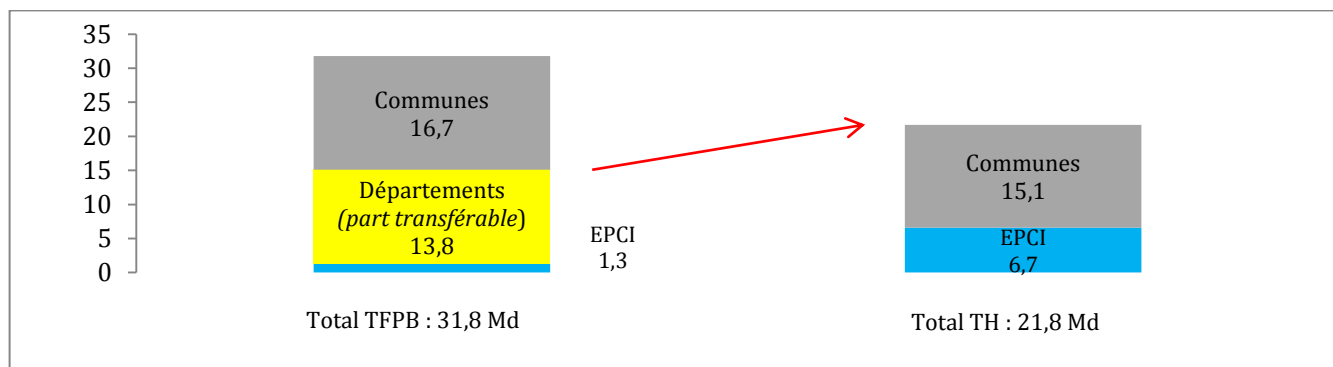 35
30
25
20
15
10
5
0
Communes
16,7
Départements
(part transférable)
13,8
EPCI
1,3
Total TFPB : 31,8 Md
Communes
15,1
EPCI
6,7
Total TH : 21,8 Md